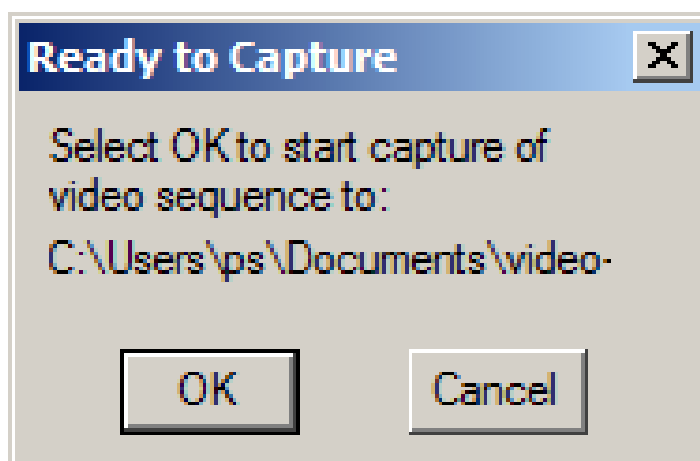 Ready to Capture
Select OK to start capture of
video sequence to:
C:\Users\ps\Documents\video-
OK
Cancel